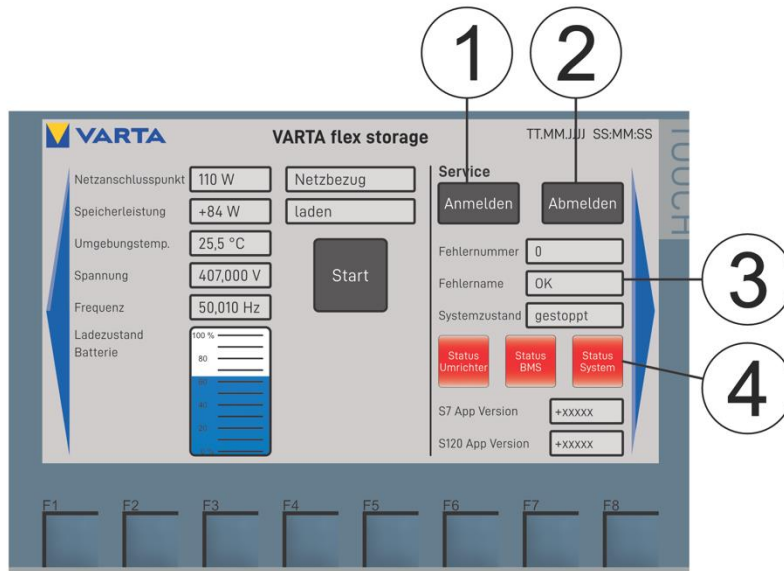 1 2
VARTA VARTA flex storage TT.MM.JJJJ SS:MM:SS
TOUCH
Netzanschlusspunkt 110 W Netzbezug
Speicherleistung +84 W laden
Umgebungstemp. 25,5 °C
Spannung 407,000 V
Frequenz 50,010 Hz
Start
Ladezustand
Batterie
100 %
80
60
40
20
Service
Anmelden Abmelden
Fehlernummer 0
Fehlername OK
Systemzustand gestoppt
3
Status
Umrichter
Status
BMS
Status
System
4
S7 App Version +xxxxx
S120 App Version +xxxxx
F1 F2 F3 F4 F5 F6 F7 F8